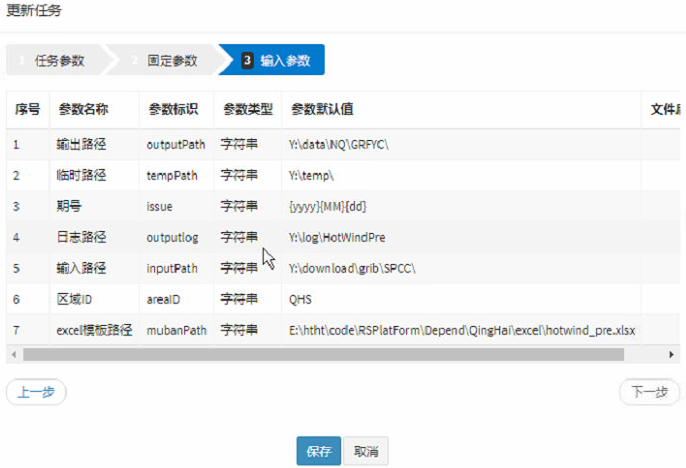 更新任务
1 任务参数 2 固定参数 3 输入参数
序号 参数名称 参数标识 参数类型 参数默认值 文件
1 输出路径 outputPath 字符串 Y:\data\NQ\GRFYC\
2 临时路径 tempPath 字符串 Y:\temp\
3 期号 issue 字符串 {yyyy}{MM}{dd}
4 日志路径 outputlog 字符串 Y:\log\HotWindPre
5 输入路径 inputPath 字符串 Y:\download\grib\SPCC\
6 区域ID areaID 字符串 QHS
7 excel模板路径 mubanPath 字符串 E:\htht\code\RSPlatForm\Depend\QingHai\excel\hotwind_pre.xlsx
上一步 下一步
保存 取消